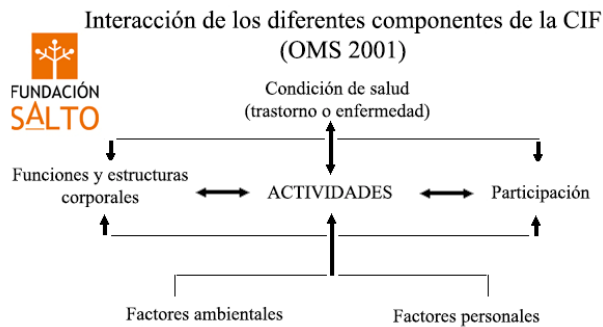 Interacción de los diferentes componentes de la CIF
(OMS 2001)
FUNDACIÓN
SALTO
Condición de salud
(trastorno o enfermedad)
Funciones y estructuras
corporales
ACTIVIDADES
Participación
Factores ambientales
Factores personales